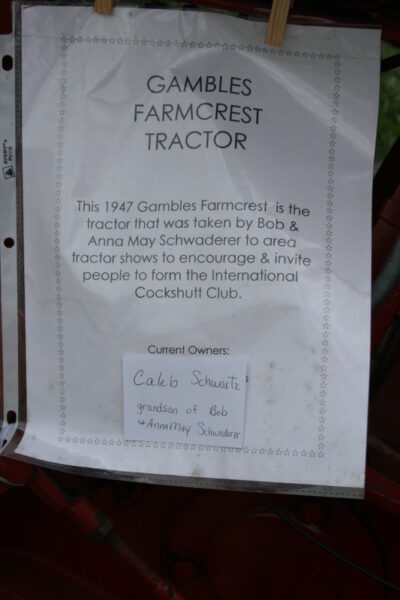 GAMBLES
FARMCREST
TRACTOR
This 1947 Gambles Farmcrest is the
tractor that was taken by Bob &
Anna May Schwaderer to area
tractor shows to encourage & invite
people to form the International
Cockshutt Club.
Current Owners:
Caleb Schwartz
grandson of Bob
& Anna May Schwaderer
AVERY